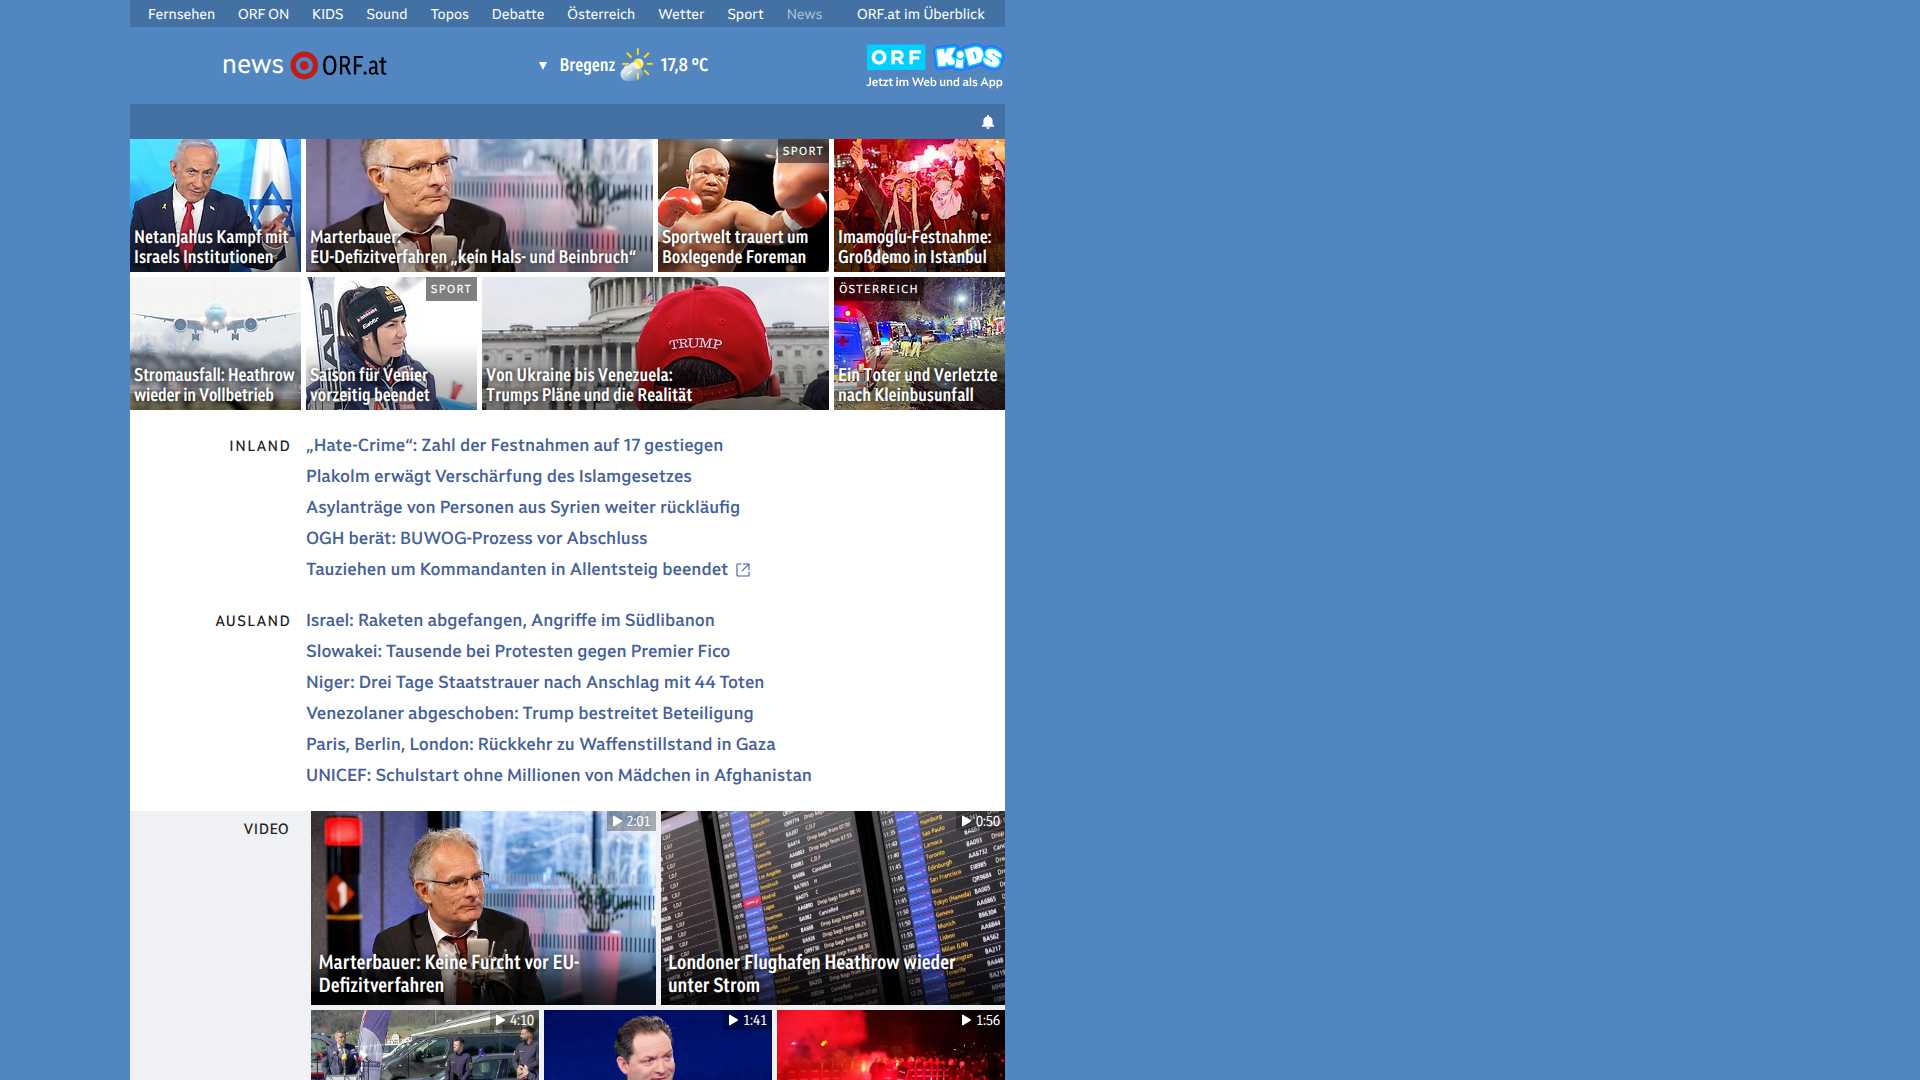 Fernsehen ORF ON KIDS Sound Topos Debatte Österreich Wetter Sport News ORF.at im Überblick
news ORF.at
▼ Bregenz 17,8 °C
ORF KiDS
Jetzt im Web und als App
Netanjahus Kampf mit
Israels Institutionen
Marterbauer:
EU-Defizitverfahren „kein Hals- und Beinbruch“
SPORT
Sportwelt trauert um
Boxlegende Foreman
Imamoglu-Festnahme:
Großdemo in Istanbul
Stromausfall: Heathrow
wieder in Vollbetrieb
SPORT
Saison für Venier
vorzeitig beendet
TRUMP
Von Ukraine bis Venezuela:
Trumps Pläne und die Realität
ÖSTERREICH
Ein Toter und Verletzte
nach Kleinbusunfall
INLAND
„Hate-Crime“: Zahl der Festnahmen auf 17 gestiegen
Plakolm erwägt Verschärfung des Islamgesetzes
Asylanträge von Personen aus Syrien weiter rückläufig
OGH berät: BUWOG-Prozess vor Abschluss
Tauziehen um Kommandanten in Allentsteig beendet
AUSLAND
Israel: Raketen abgefangen, Angriffe im Südlibanon
Slowakei: Tausende bei Protesten gegen Premier Fico
Niger: Drei Tage Staatstrauer nach Anschlag mit 44 Toten
Venezolaner abgeschoben: Trump bestreitet Beteiligung
Paris, Berlin, London: Rückkehr zu Waffenstillstand in Gaza
UNICEF: Schulstart ohne Millionen von Mädchen in Afghanistan
VIDEO
2:01
Marterbauer: Keine Furcht vor EU-
Defizitverfahren
0:50
Londoner Flughafen Heathrow wieder
unter Strom
4:10
1:41
1:56